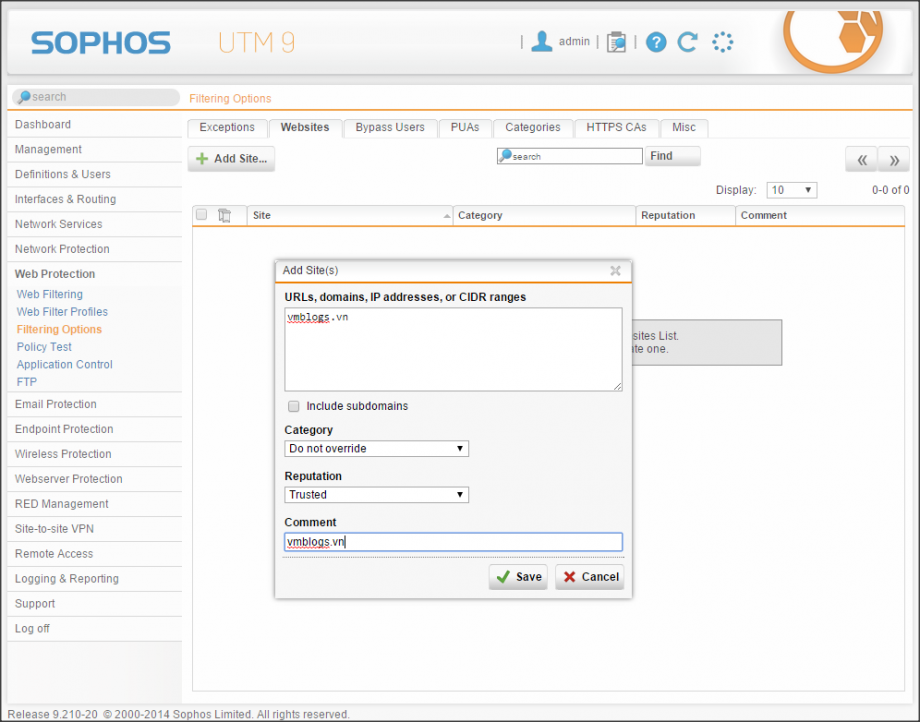 SOPHOS UTM 9
| admin | | ?
search
Filtering Options
Dashboard
Management
Definitions & Users
Interfaces & Routing
Network Services
Network Protection
Web Protection
Web Filtering
Web Filter Profiles
Filtering Options
Policy Test
Application Control
FTP
Email Protection
Endpoint Protection
Wireless Protection
Webserver Protection
RED Management
Site-to-site VPN
Remote Access
Logging & Reporting
Support
Log off
Exceptions Websites Bypass Users PUAs Categories HTTPS CAs Misc
+ Add Site... search Find « »
Display: 10 0-0 of 0
Site Category Reputation Comment
sites List.
ate one.
Add Site(s)
URLs, domains, IP addresses, or CIDR ranges
vmblogs.vn
Include subdomains
Category
Do not override
Reputation
Trusted
Comment
vmblogs.vn
Save Cancel
Release 9.210-20 © 2000-2014 Sophos Limited. All rights reserved.